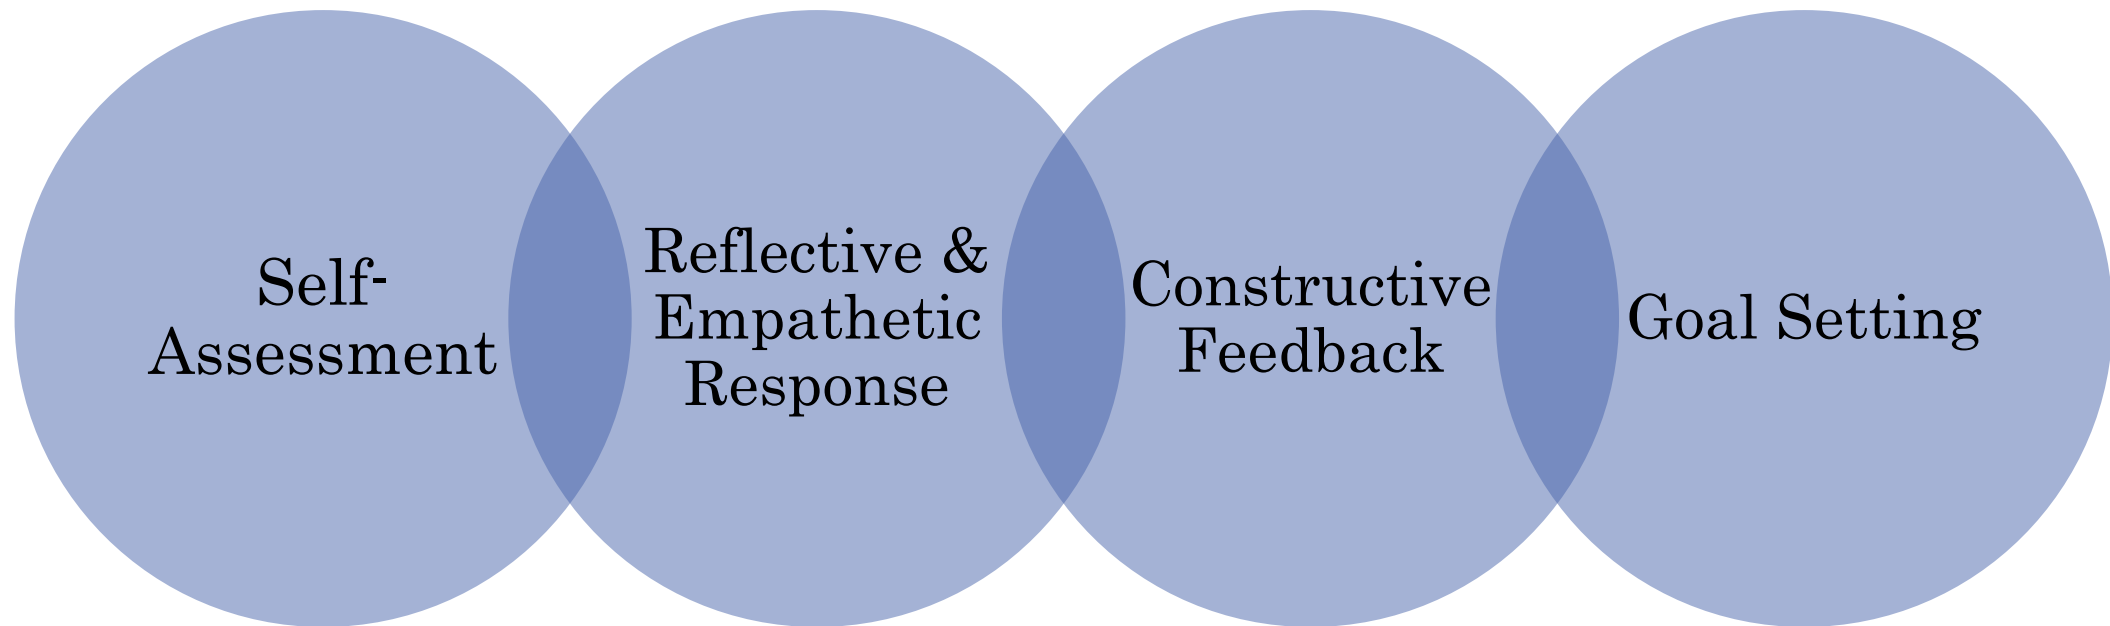 Self-
Assessment
Reflective &
Empathetic
Response
Constructive
Feedback
Goal Setting